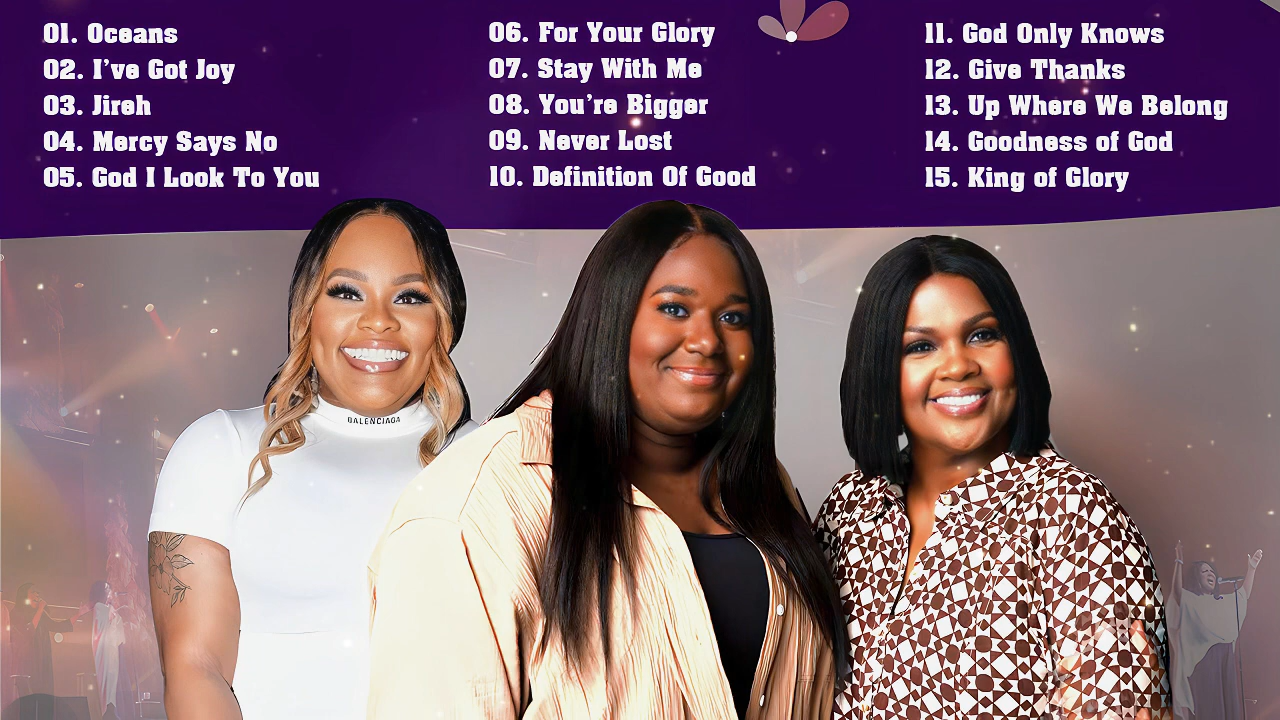 01. Oceans
02. I've Got Joy
03. Jireh
04. Mercy Says No
05. God I Look To You
06. For Your Glory
07. Stay With Me
08. You're Bigger
09. Never Lost
10. Definition Of Good
11. God Only Knows
12. Give Thanks
13. Up Where We Belong
14. Goodness of God
15. King of Glory
BALENCIAGA